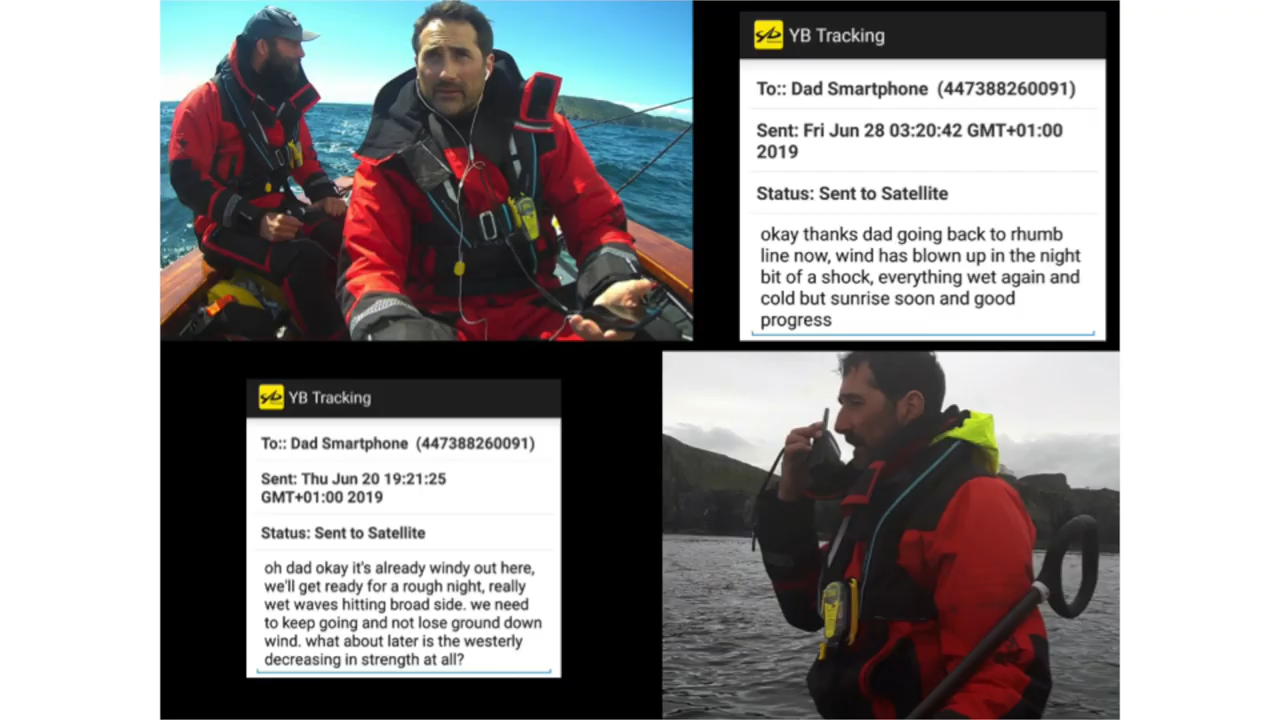 YB Tracking
To:: Dad Smartphone (447388260091)
Sent: Fri Jun 28 03:20:42 GMT+01:00
2019
Status: Sent to Satellite
okay thanks dad going back to rhumb
line now, wind has blown up in the night
bit of a shock, everything wet again and
cold but sunrise soon and good
progress
YB Tracking
To:: Dad Smartphone (447388260091)
Sent: Thu Jun 20 19:21:25
GMT+01:00 2019
Status: Sent to Satellite
oh dad okay it's already windy out here,
we'll get ready for a rough night, really
wet waves hitting broad side. we need
to keep going and not lose ground down
wind. what about later is the westerly
decreasing in strength at all?